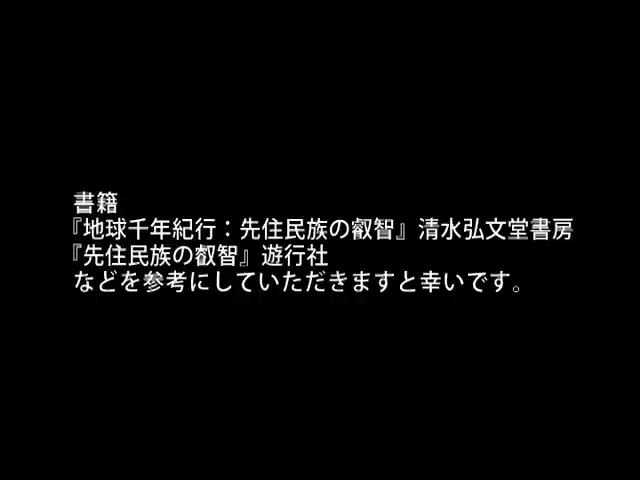 書籍
『地球千年紀行：先住民族の叡智』清水弘文堂書房
『先住民族の叡智』遊行社
などを参考にしていただきますと幸いです。